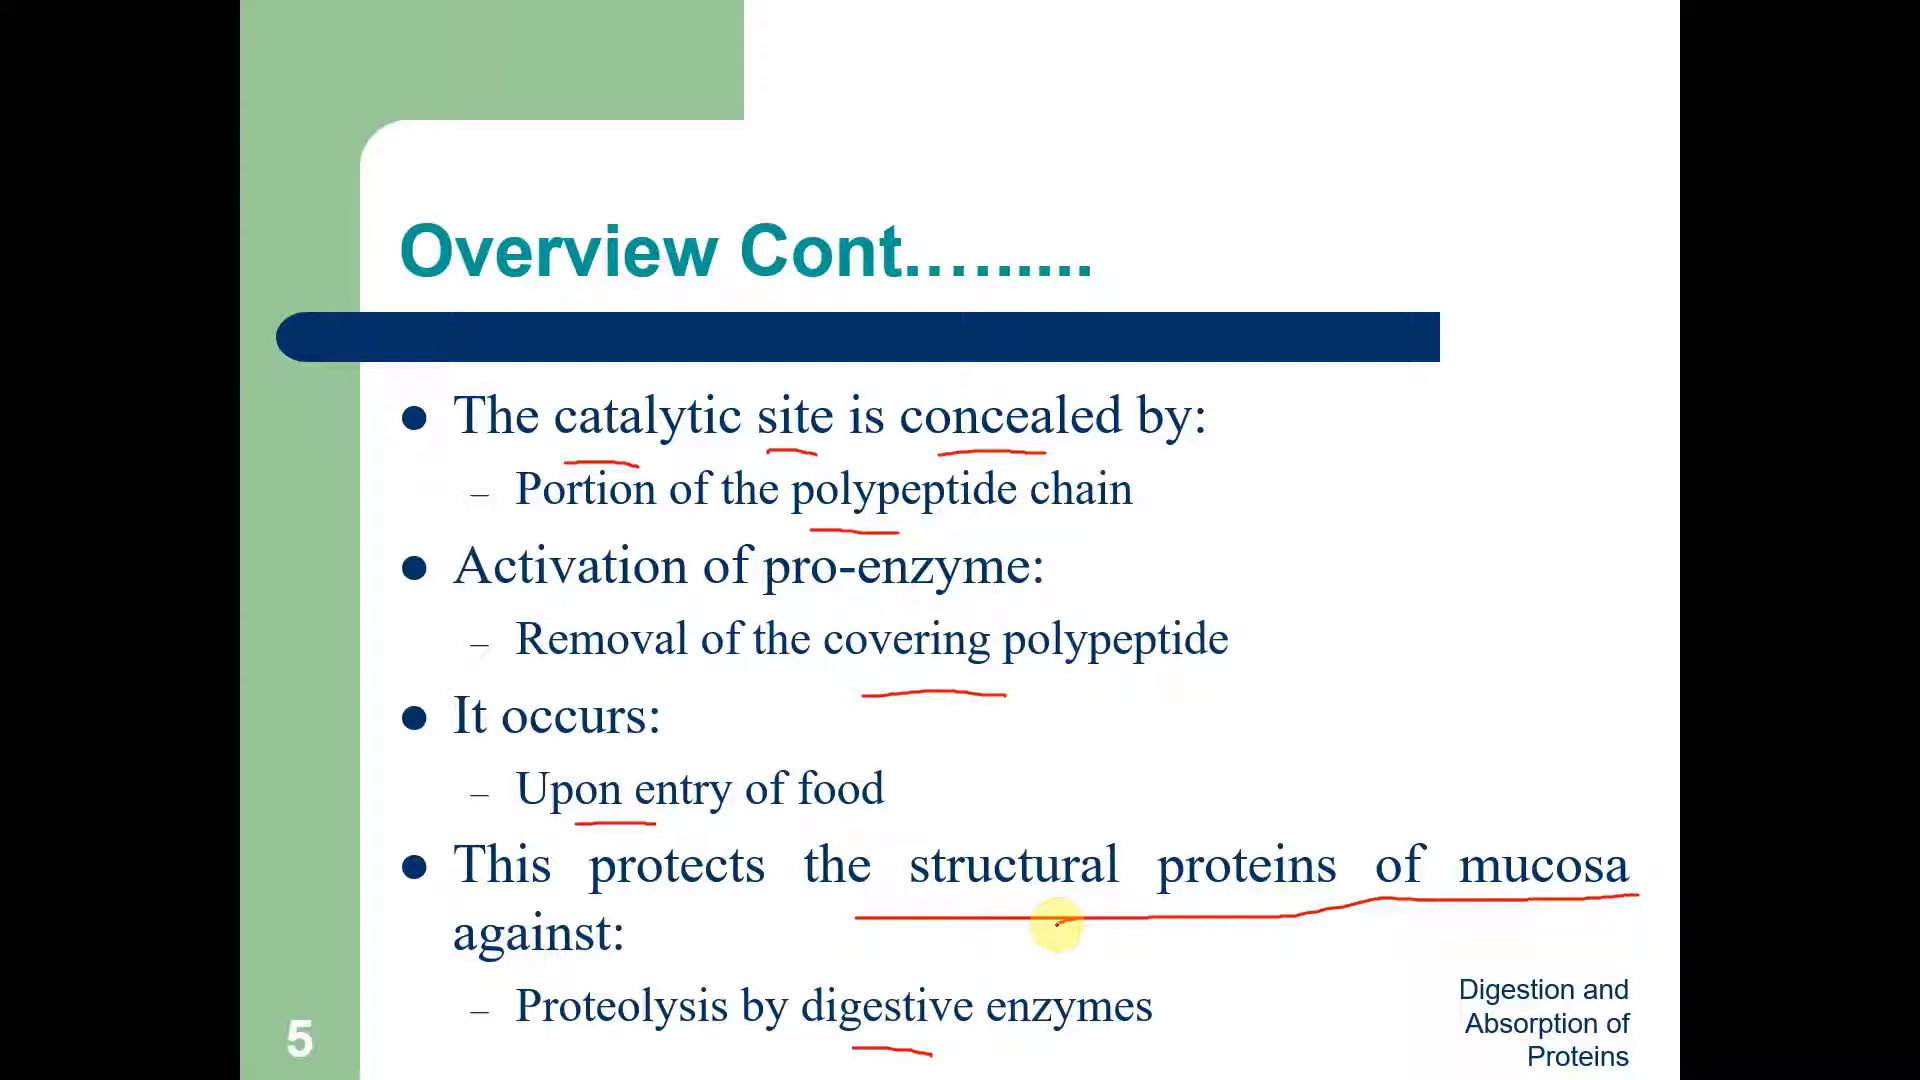 Overview Cont.…......
The catalytic site is concealed by:
– Portion of the polypeptide chain
Activation of pro-enzyme:
– Removal of the covering polypeptide
It occurs:
– Upon entry of food
This protects the structural proteins of mucosa
against:
– Proteolysis by digestive enzymes
5
Digestion and
Absorption of
Proteins